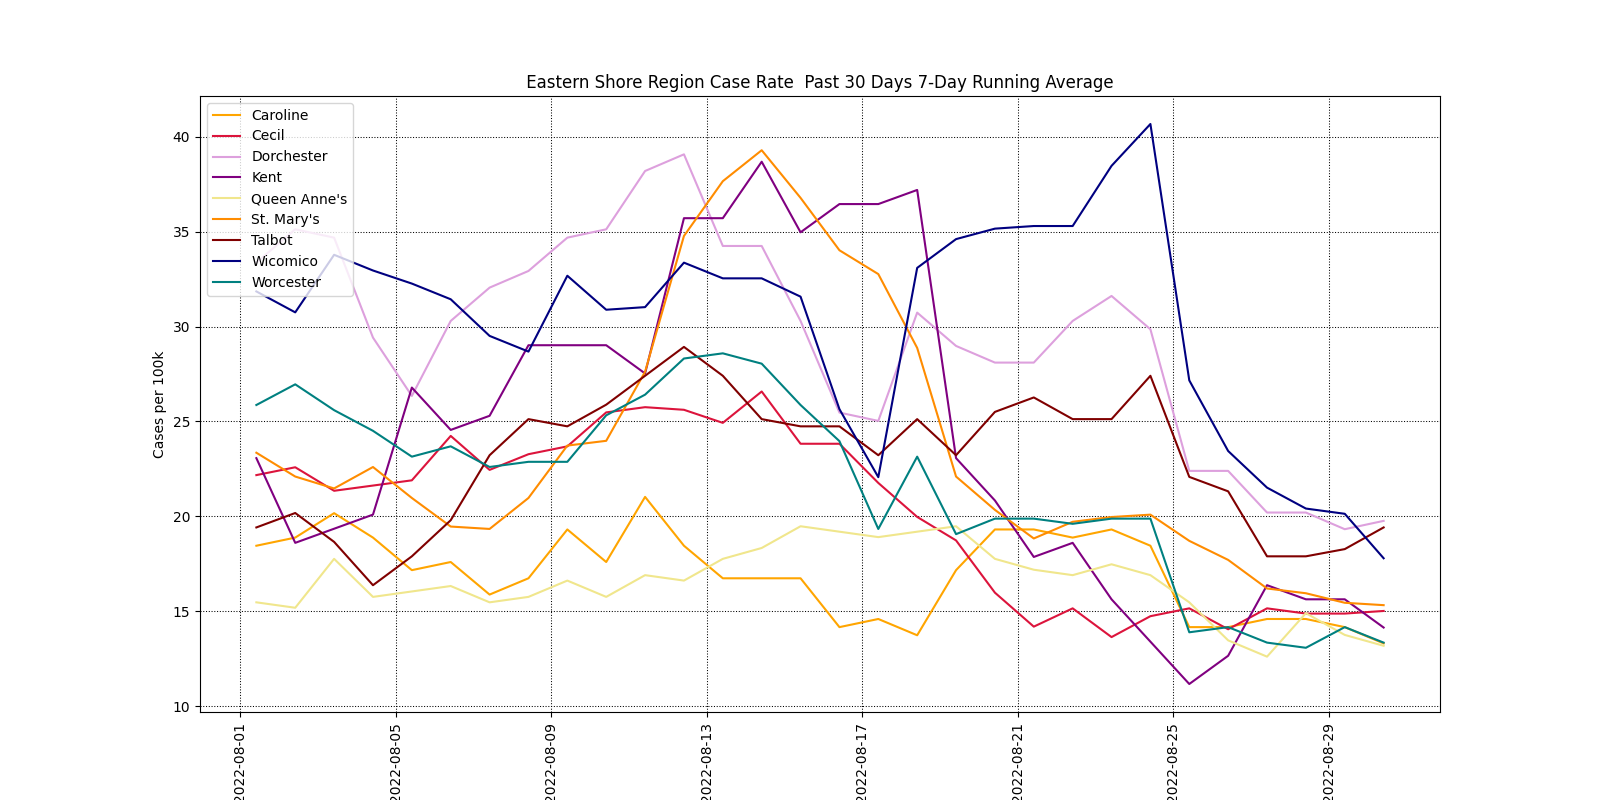 Eastern Shore Region Case Rate  Past 30 Days 7-Day Running Average
Caroline
Cecil
Dorchester
Kent
Queen Anne's
St. Mary's
Talbot
Wicomico
Worcester
40
35
30
25
20
15
10
Cases per 100k
2022-08-01
2022-08-05
2022-08-09
2022-08-13
2022-08-17
2022-08-21
2022-08-25
2022-08-29